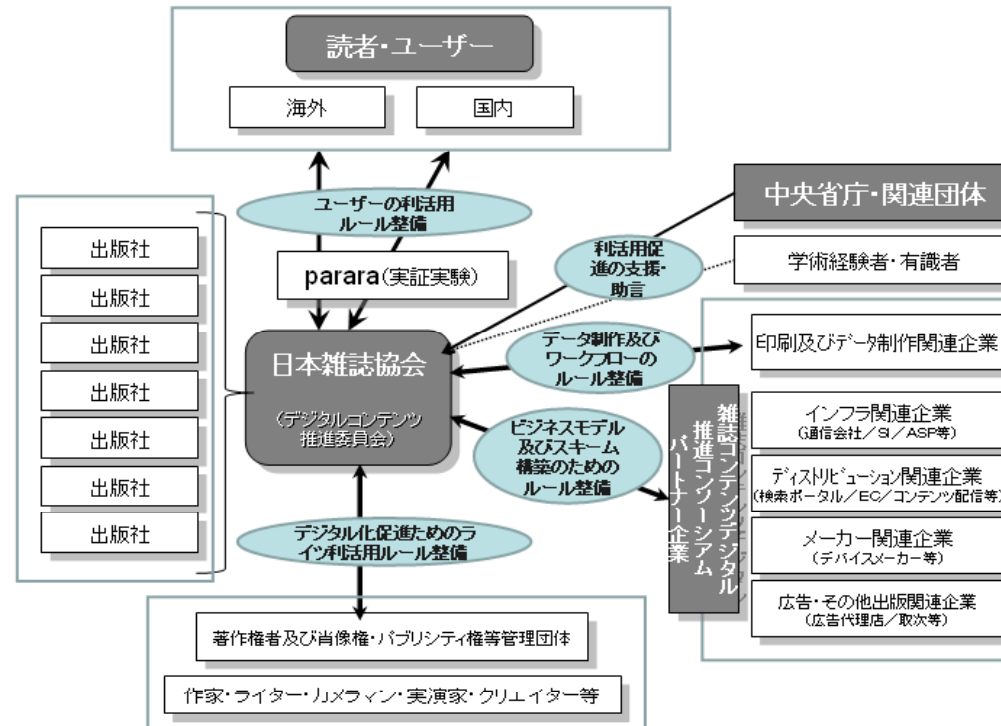 読者・ユーザー
海外
国内
ユーザーの利活用
ルール整備
parara(実証実験)
中央省庁・関連団体
学術経験者・有識者
利活用促
進の支援・
助言
出版社
出版社
出版社
出版社
出版社
出版社
出版社
日本雑誌協会
(デジタルコンテンツ
推進委員会)
データ制作及び
ワークフローの
ルール整備
ビジネスモデル
及びスキーム
構築のための
ルール整備
デジタル化促進ためのラ
イツ利活用ルール整備
雑誌コンテンツデジタル
推進コンソーシアム
パートナー企業
印刷及びデータ制作関連企業
インフラ関連企業
(通信会社/SI/ASP等)
ディストリビューション関連企業
(検索ポータル/EC/コンテンツ配信等)
メーカー関連企業
(デバイスメーカー等)
広告・その他出版関連企業
(広告代理店/取次等)
著作権者及び肖像権・パブリシティ権等管理団体
作家・ライター・カメラマン・実演家・クリエイター等